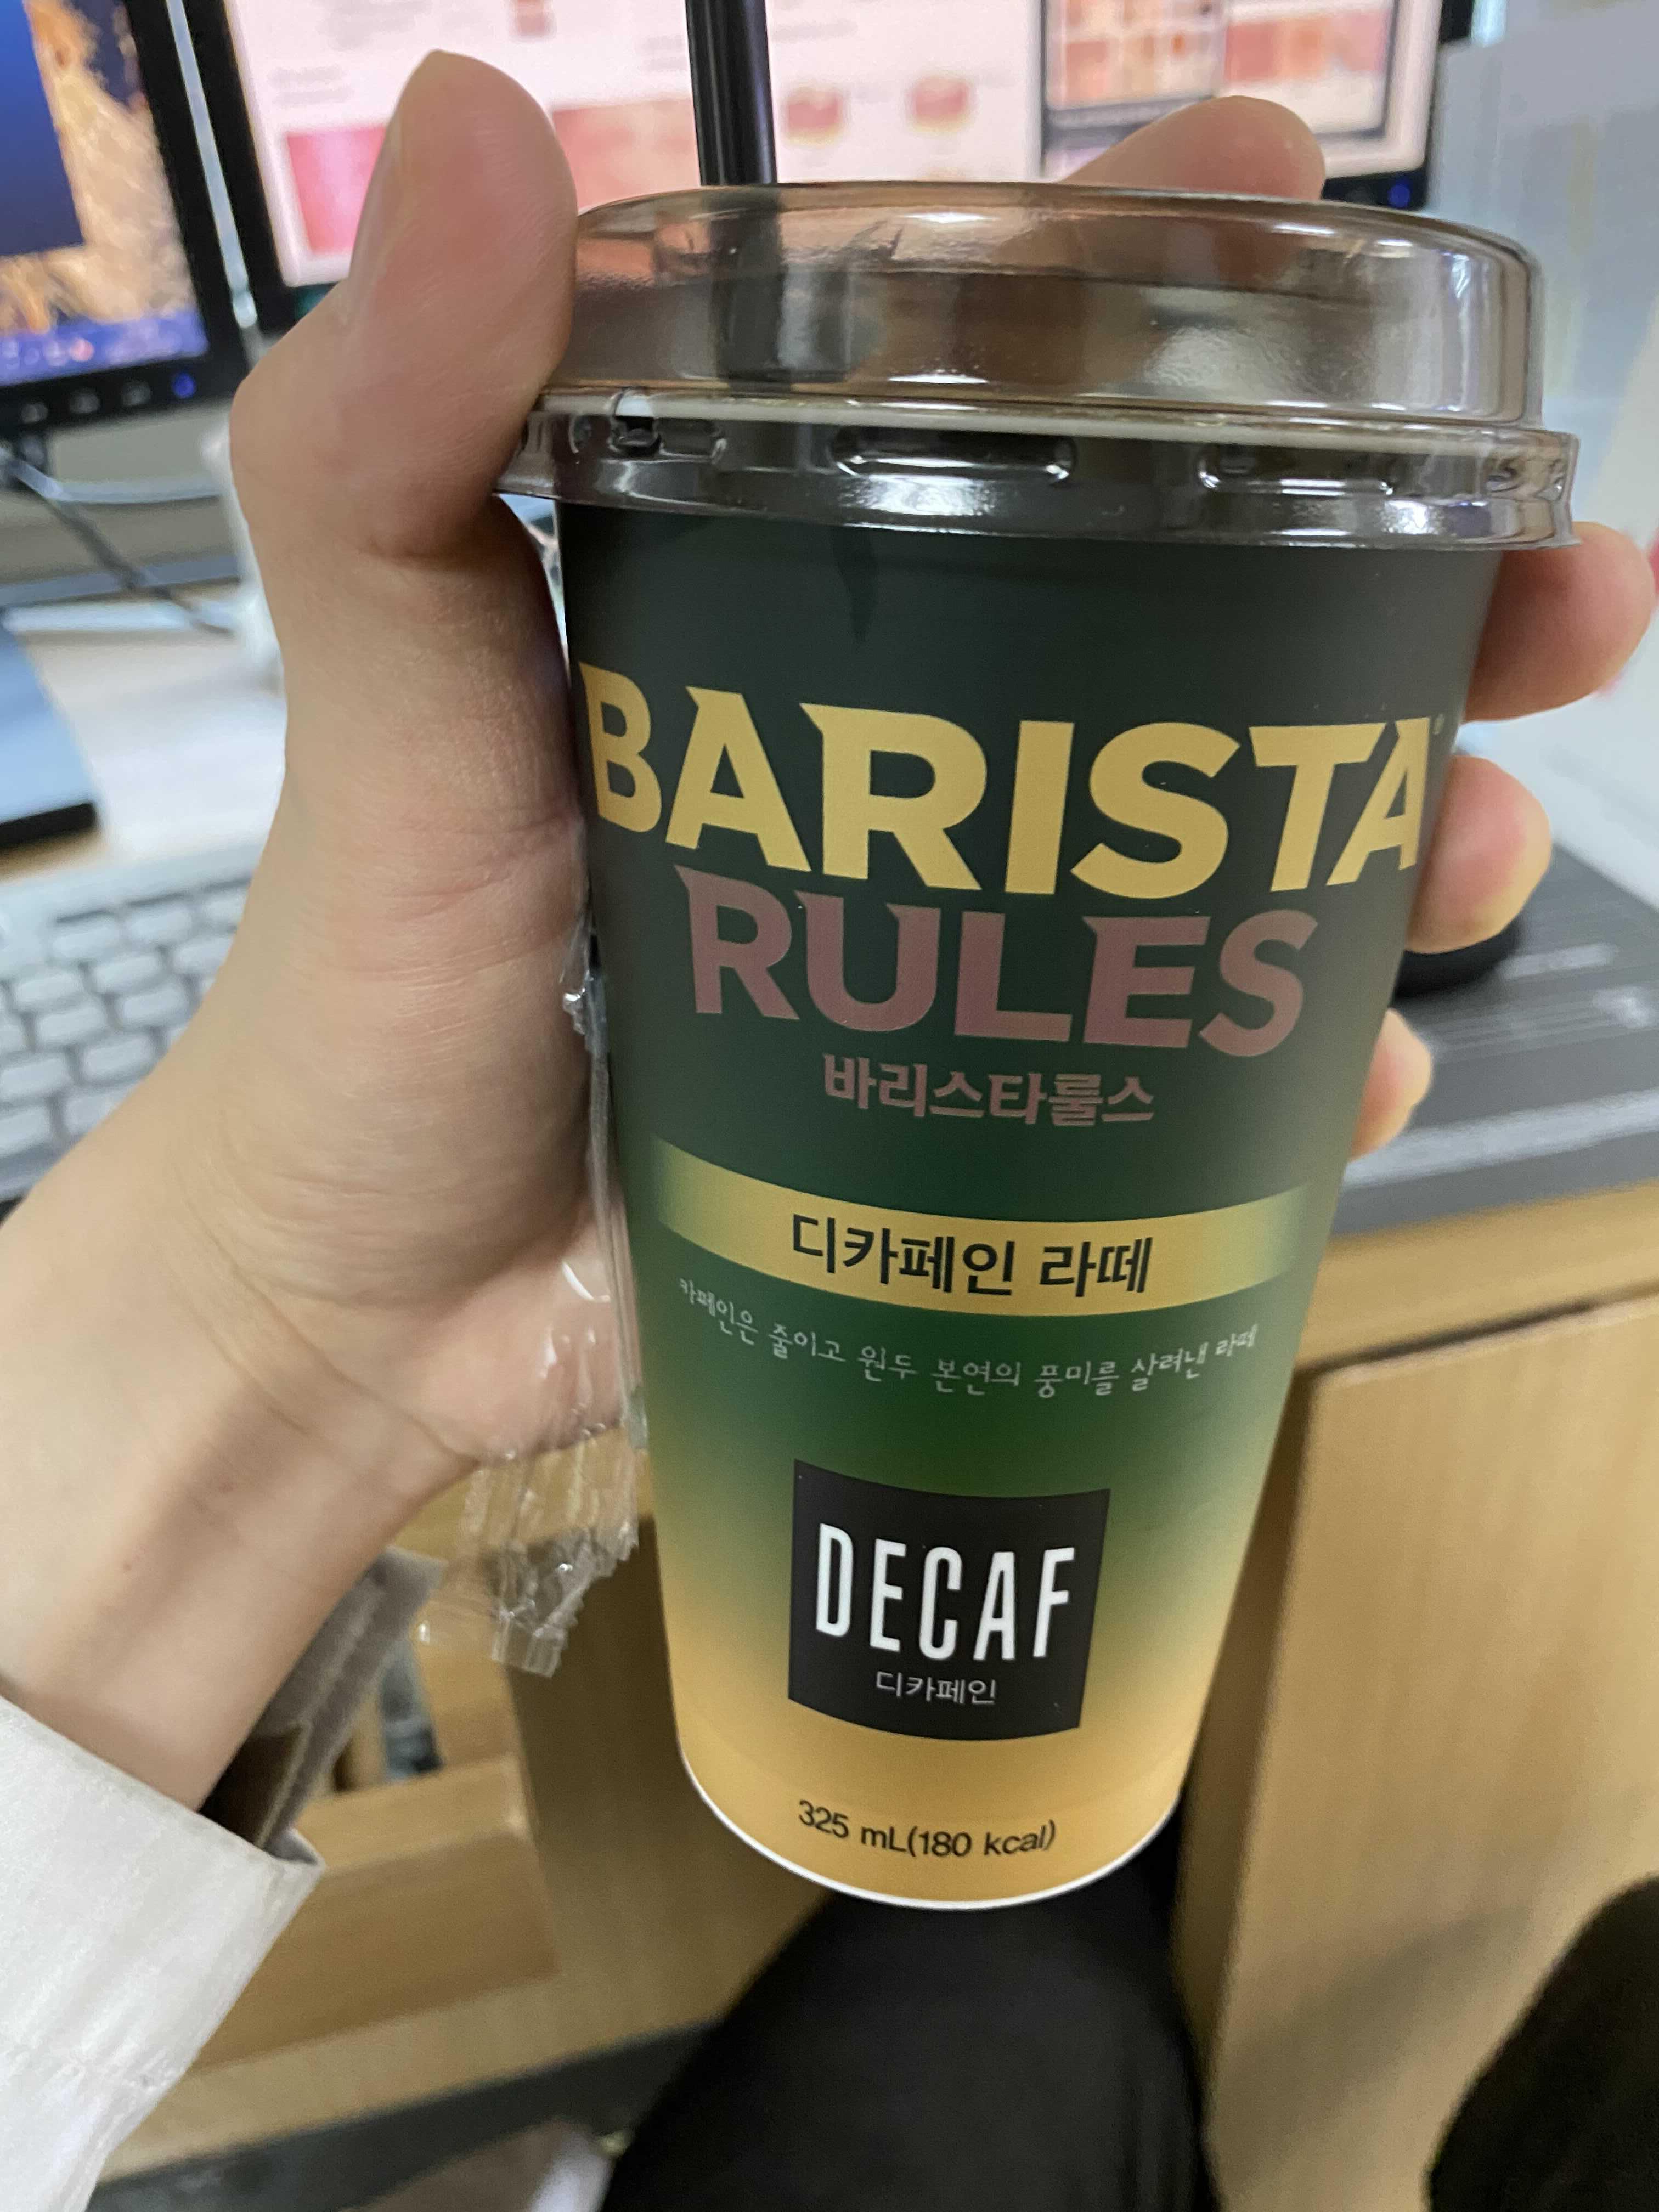 BARISTA
RULES
바리스타룰스
디카페인 라떼
카페인은 줄이고 원두 본연의 풍미를 살려낸 라떼
DECAF
디카페인
325 mL(180 kcal)